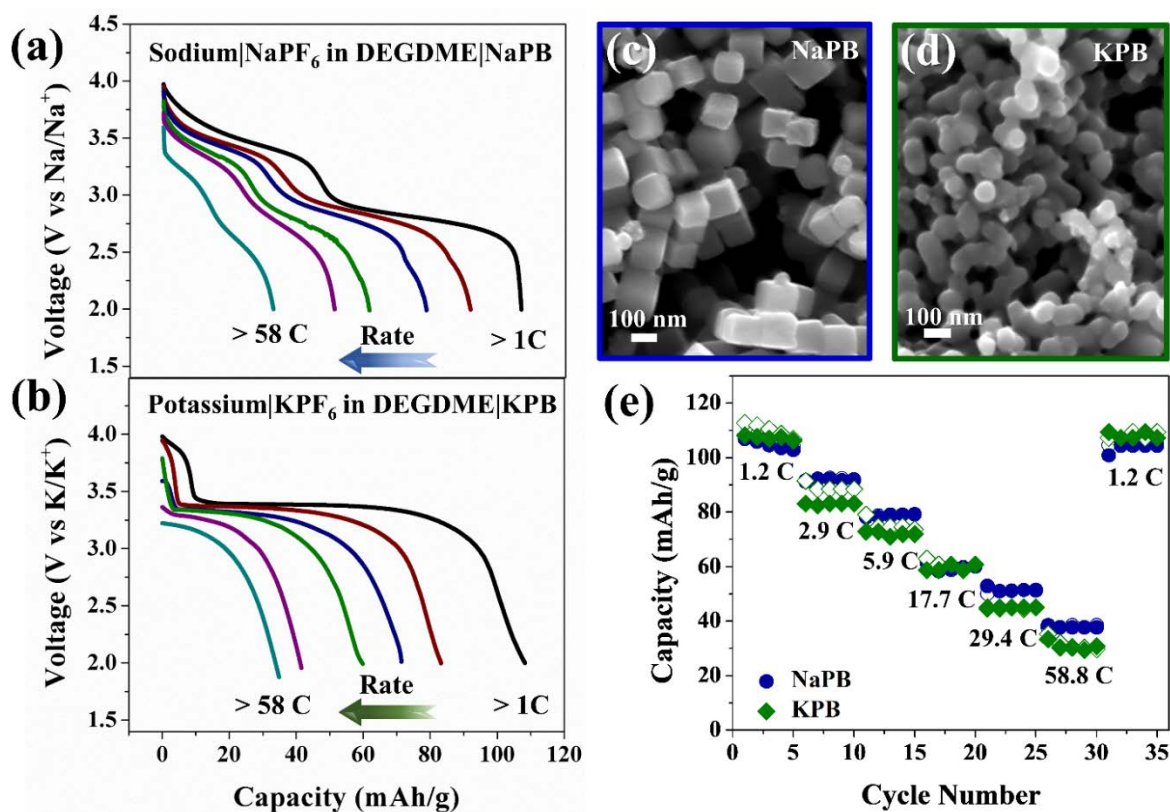 (a)
Sodium|NaPF6 in DEGDME|NaPB
4.0
3.5
3.0
2.5
2.0
1.5
Voltage (V vs Na/Na+)
> 58 C
Rate
> 1C
(b)
Potassium|KPF6 in DEGDME|KPB
4.0
3.5
3.0
2.5
2.0
1.5
Voltage (V vs K/K+)
> 58 C
Rate
> 1C
0 20 40 60 80 100 120
Capacity (mAh/g)
(c)
NaPB
100 nm
(d)
KPB
100 nm
(e)
120
100
80
60
40
20
0
Capacity (mAh/g)
1.2 C
2.9 C
5.9 C
17.7 C
29.4 C
58.8 C
1.2 C
NaPB
KPB
0 5 10 15 20 25 30 35
Cycle Number